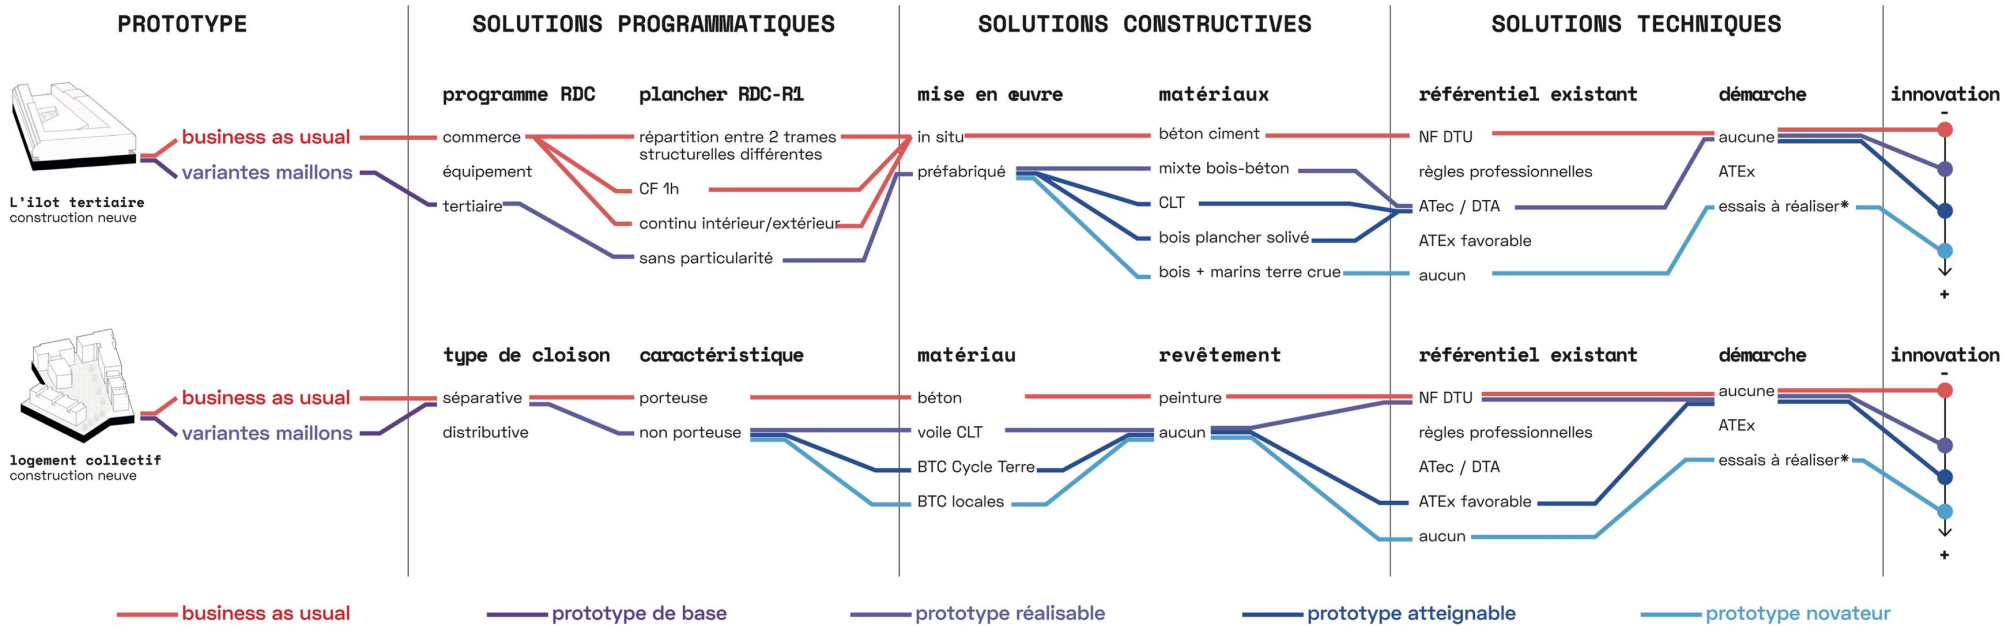 PROTOTYPE
SOLUTIONS PROGRAMMATIQUES
SOLUTIONS CONSTRUCTIVES
SOLUTIONS TECHNIQUES
programme RDC
plancher RDC-R1
mise en œuvre
matériaux
référentiel existant
démarche
innovation
-
business as usual
variantes maillons
L'ilot tertiaire
construction neuve
commerce
équipement
tertiaire
répartition entre 2 trames
structurelles différentes
CF 1h
continu intérieur/extérieur
sans particularité
in situ
préfabriqué
béton ciment
mixte bois-béton
CLT
bois plancher solivé
bois + marins terre crue
NF DTU
règles professionnelles
ATec / DTA
ATEx favorable
aucun
aucune
ATEx
essais à réaliser*
+
type de cloison
caractéristique
matériau
revêtement
référentiel existant
démarche
innovation
-
business as usual
variantes maillons
logement collectif
construction neuve
séparative
distributive
porteuse
non porteuse
béton
voile CLT
BTC Cycle Terre
BTC locales
peinture
aucun
NF DTU
règles professionnelles
ATec / DTA
ATEx favorable
aucun
aucune
ATEx
essais à réaliser*
+
business as usual
prototype de base
prototype réalisable
prototype atteignable
prototype novateur